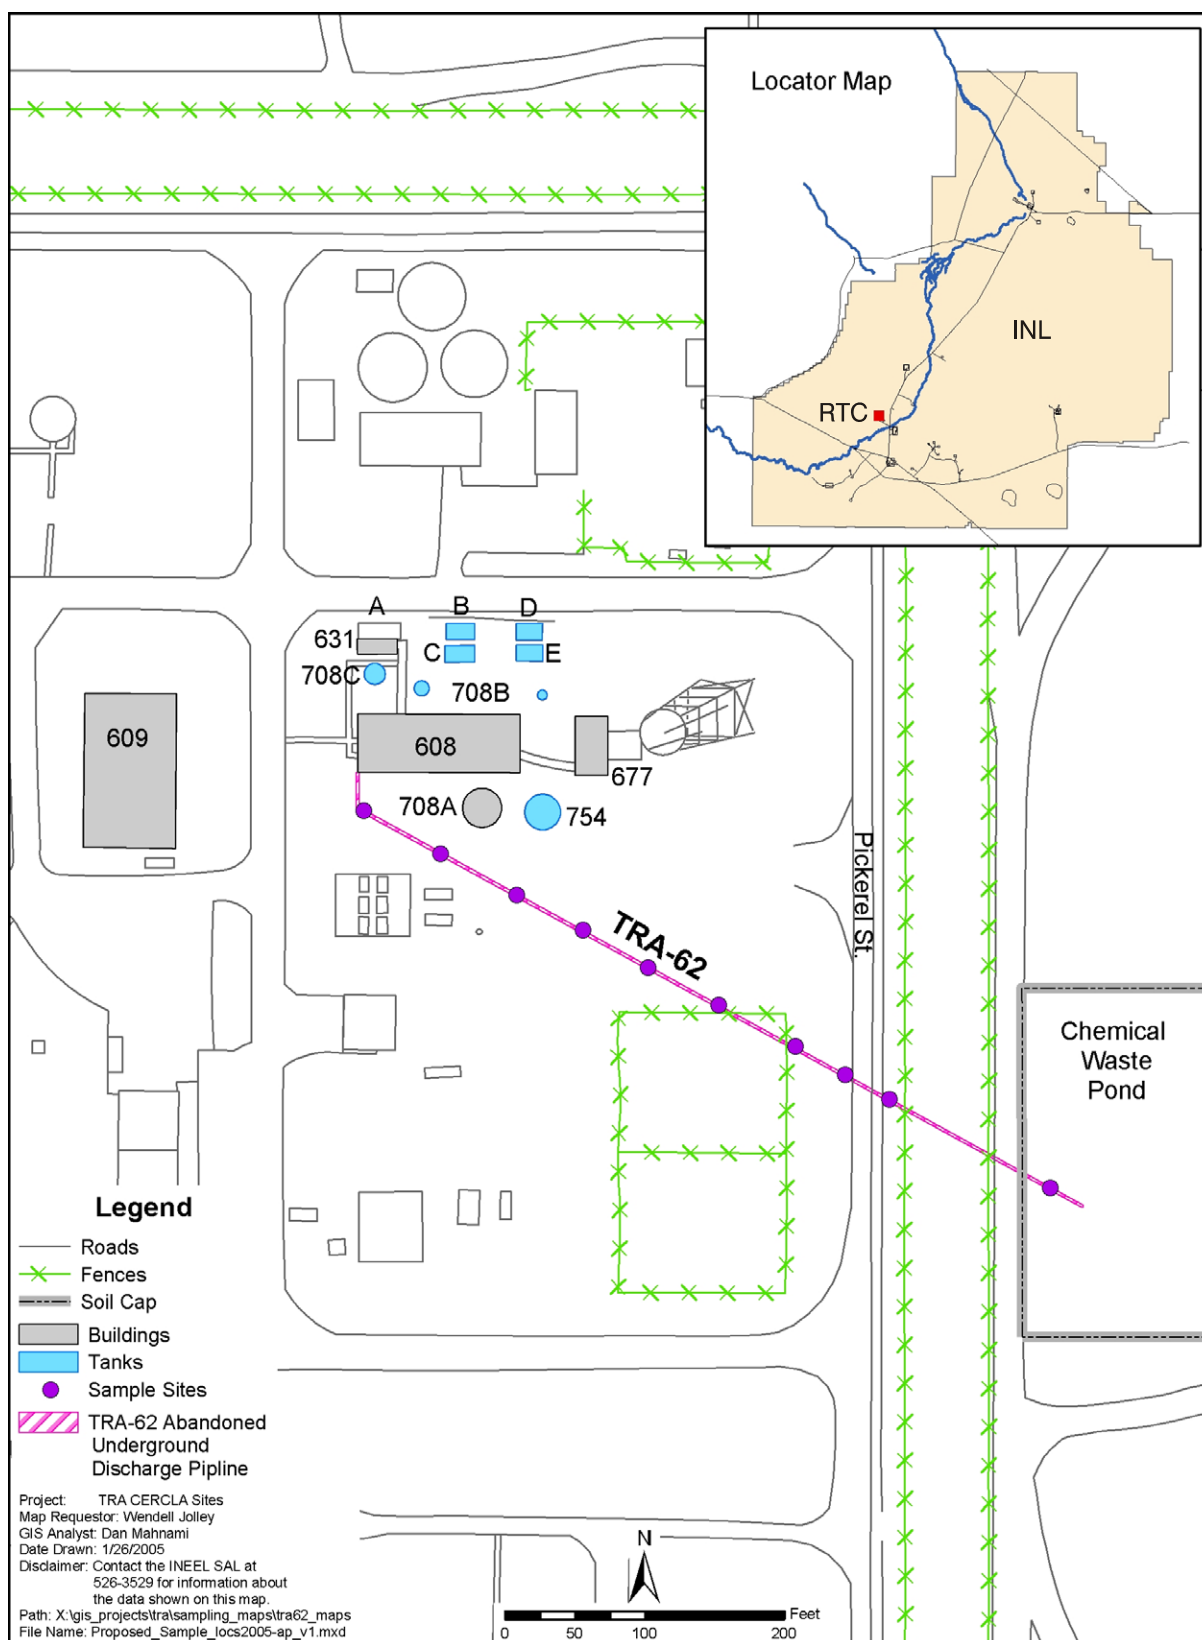 Locator Map
INL
RTC
A
B
D
631
C
E
708C
708B
609
608
677
708A
754
Pickerel St.
TRA-62
Chemical
Waste
Pond
Legend
Roads
Fences
Soil Cap
Buildings
Tanks
Sample Sites
TRA-62 Abandoned
Underground
Discharge Pipline
Project: TRA CERCLA Sites
Map Requestor: Wendell Jolley
GIS Analyst: Dan Mahnami
Date Drawn: 1/26/2005
Disclaimer: Contact the INEEL SAL at
526-3529 for information about
the data shown on this map.
Path: X:\gis_projects\tra\sampling_maps\tra62_maps
File Name: Proposed_Sample_locs2005-ap_v1.mxd
N
Feet
0 50 100 200